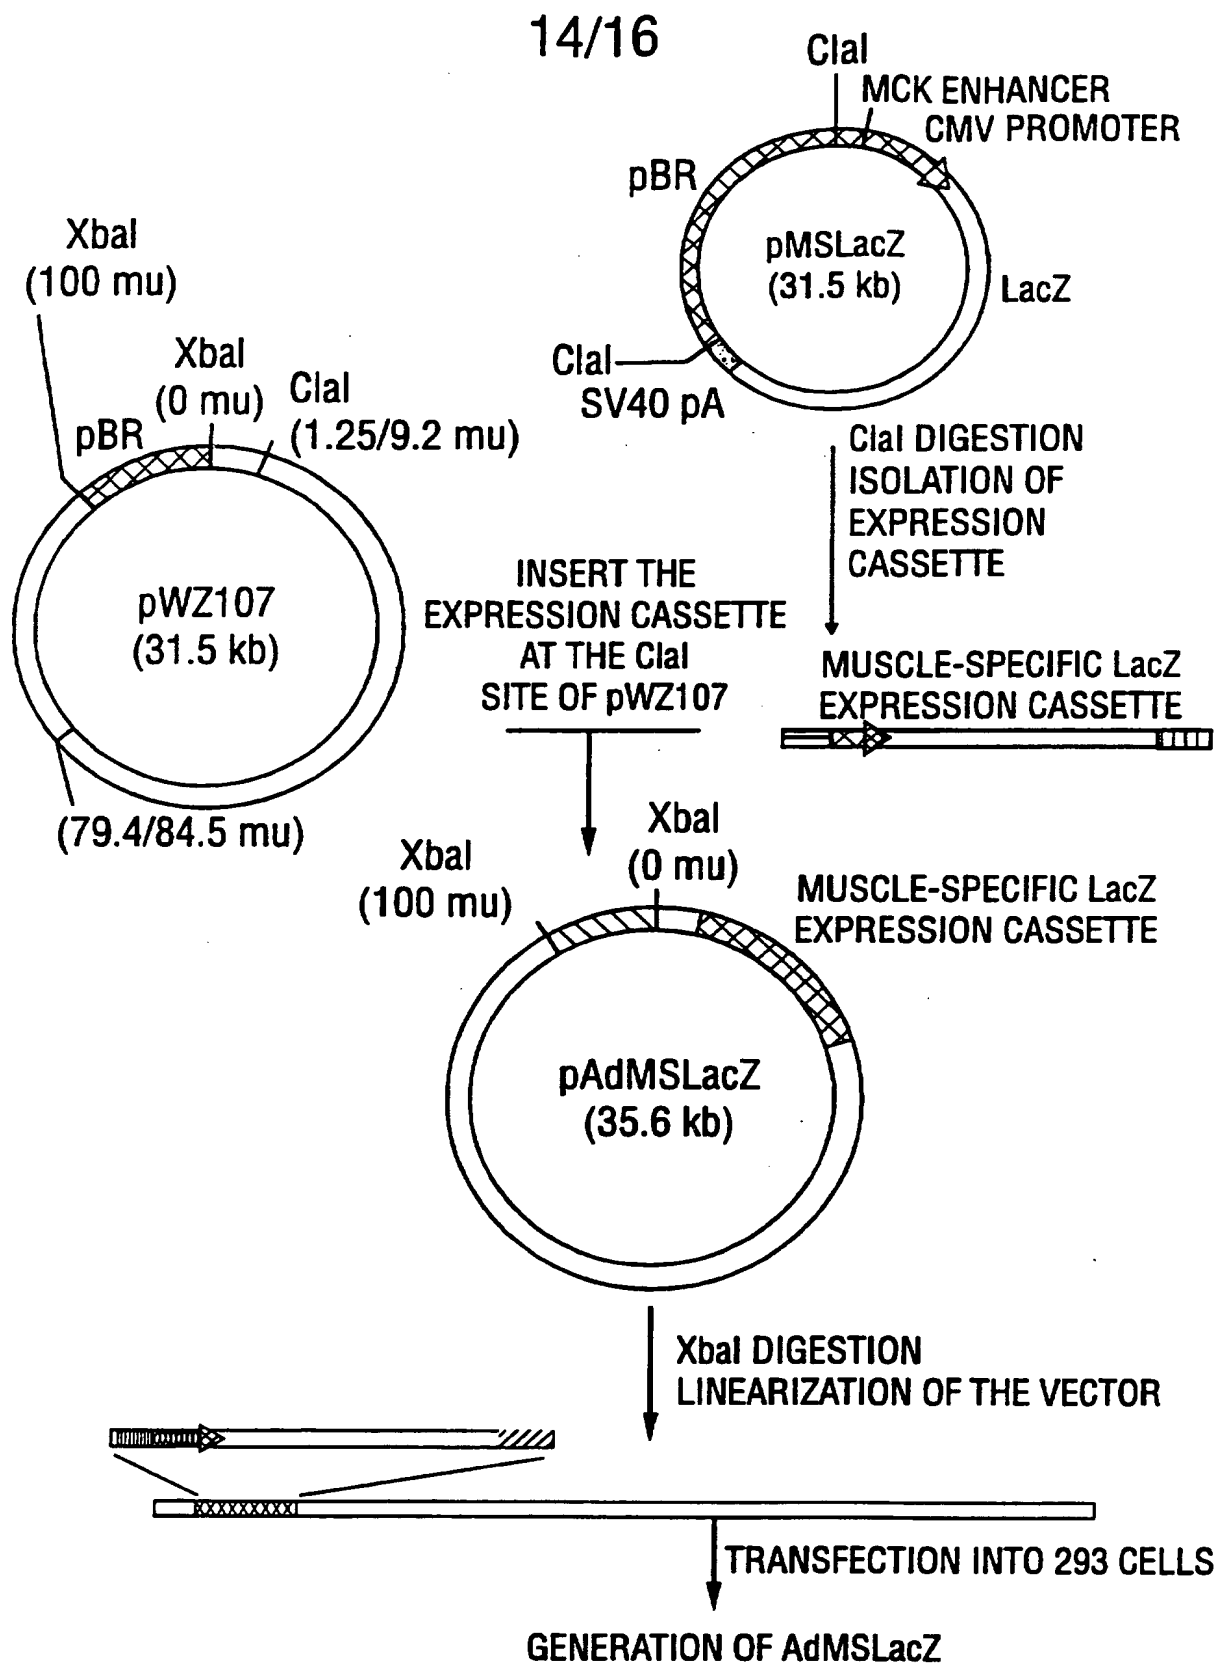 14/16
ClaI
MCK ENHANCER
CMV PROMOTER
pBR
pMSLacZ
(31.5 kb)
LacZ
ClaI
SV40 pA
XbaI
(100 mu)
XbaI
(0 mu)
ClaI
(1.25/9.2 mu)
pBR
pWZ107
(31.5 kb)
(79.4/84.5 mu)
ClaI DIGESTION
ISOLATION OF
EXPRESSION
CASSETTE
INSERT THE
EXPRESSION CASSETTE
AT THE ClaI
SITE OF pWZ107
MUSCLE-SPECIFIC LacZ
EXPRESSION CASSETTE
XbaI
(100 mu)
XbaI
(0 mu)
MUSCLE-SPECIFIC LacZ
EXPRESSION CASSETTE
pAdMSLacZ
(35.6 kb)
XbaI DIGESTION
LINEARIZATION OF THE VECTOR
TRANSFECTION INTO 293 CELLS
GENERATION OF AdMSLacZ